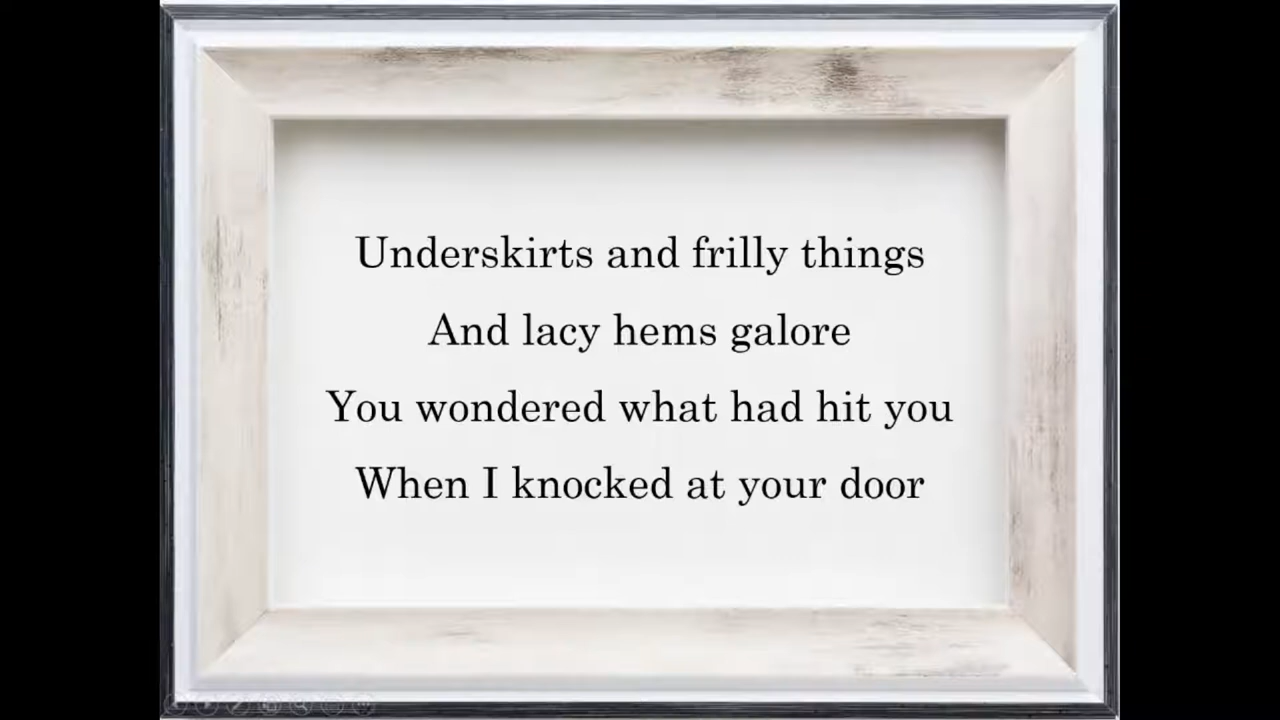 Underskirts and frilly things
And lacy hems galore
You wondered what had hit you
When I knocked at your door